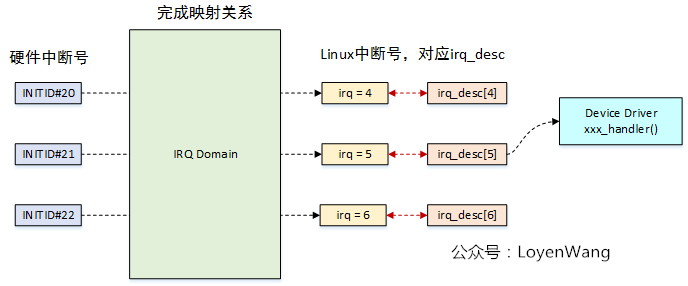 完成映射关系
硬件中断号
Linux中断号，对应irq_desc
INITID#20
irq = 4
irq_desc[4]
Device Driver
xxx_handler()
INITID#21
IRQ Domain
irq = 5
irq_desc[5]
INITID#22
irq = 6
irq_desc[6]
公众号：LoyenWang